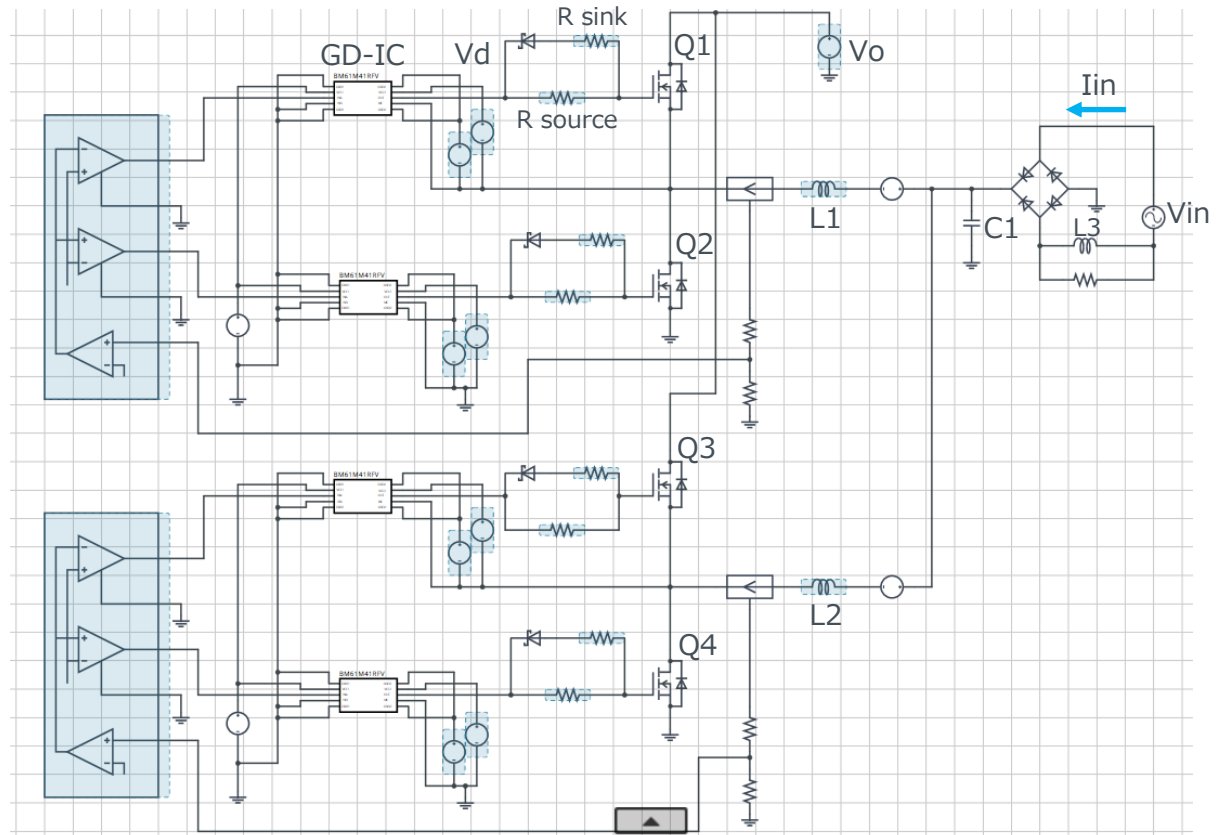 R sink
GD-IC
Vd
Q1
Vo
BM61M41RFV
Iin
R source
L1
C1
L3
Vin
Q2
BM61M41RFV
Q3
BM61M41RFV
L2
Q4
BM61M41RFV